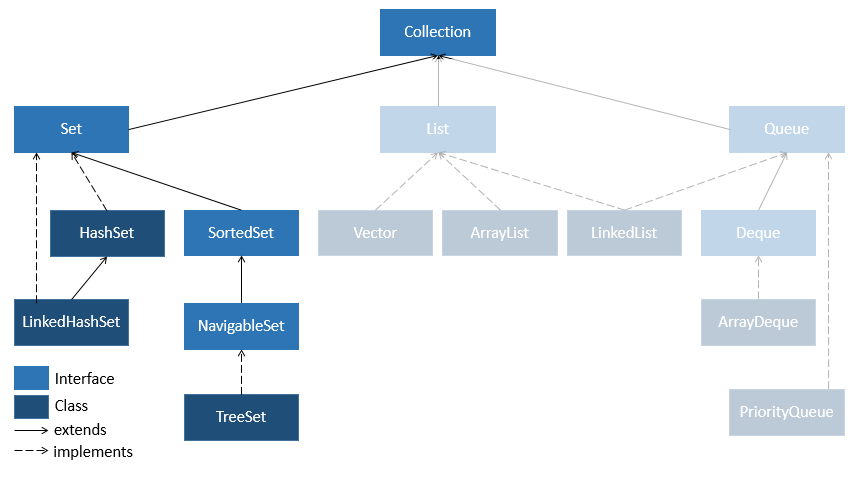 Collection
Set
List
Queue
HashSet
SortedSet
Vector
ArrayList
LinkedList
Deque
LinkedHashSet
NavigableSet
ArrayDeque
Interface
Class
TreeSet
PriorityQueue
extends
implements